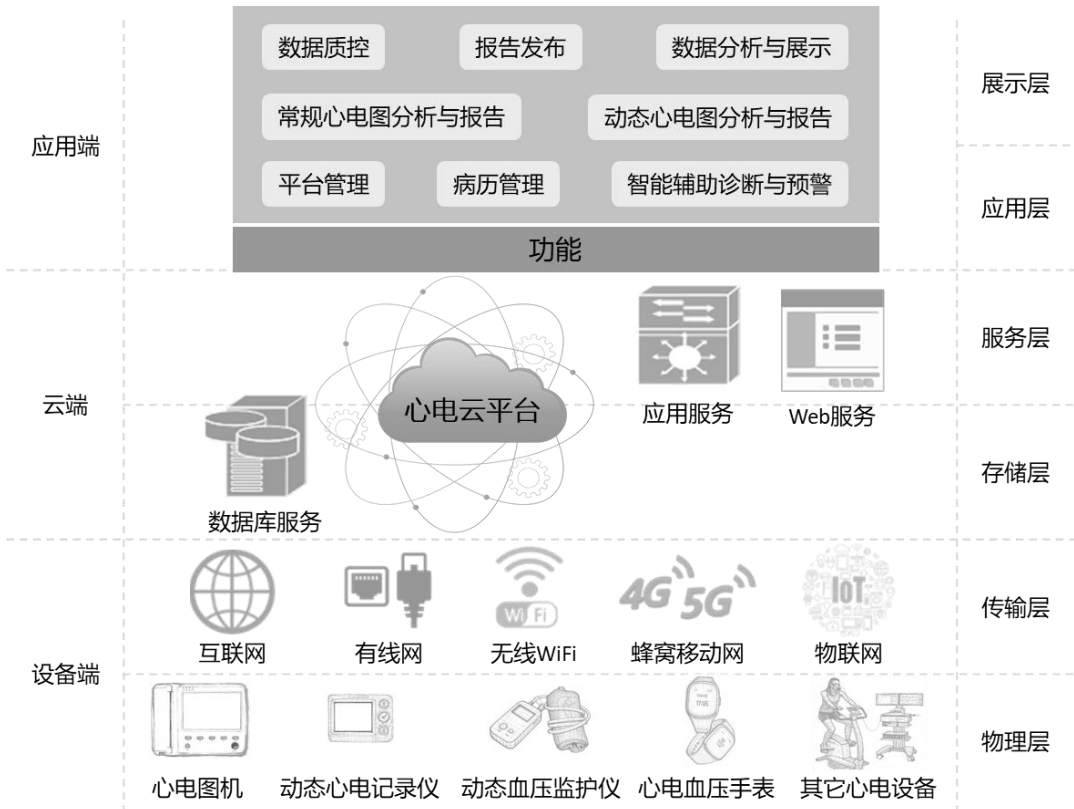 数据质控 报告发布 数据分析与展示
展示层
常规心电图分析与报告 动态心电图分析与报告
应用端
平台管理 病历管理 智能辅助诊断与预警
应用层
功能
服务层
云端
心电云平台
应用服务 Web服务
存储层
数据库服务
4G 5G
IoT
Wi Fi
传输层
互联网 有线网 无线WiFi 蜂窝移动网 物联网
设备端
物理层
心电图机 动态心电记录仪 动态血压监护仪 心电血压手表 其它心电设备